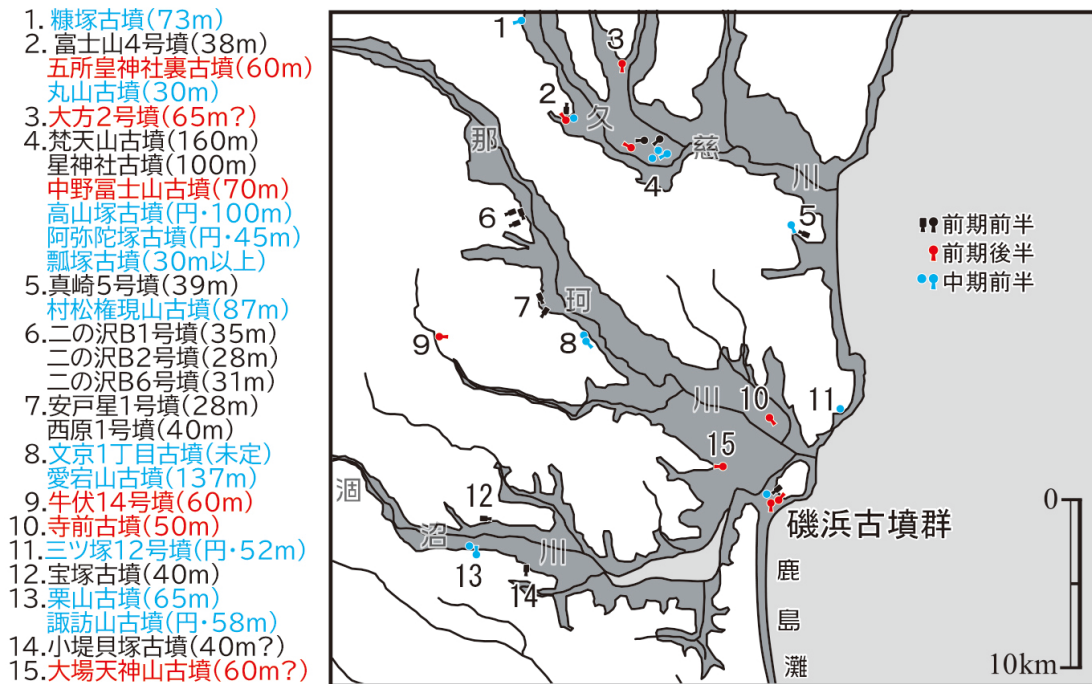 1. 糠塚古墳(73m)
2. 富士山4号墳(38m)
五所皇神社裏古墳(60m)
丸山古墳(30m)
3. 大方2号墳(65m?)
4. 梵天山古墳(160m)
星神社古墳(100m)
中野冨士山古墳(70m)
高山塚古墳(円・100m)
阿弥陀塚古墳(円・45m)
瓢塚古墳(30m以上)
5. 真崎5号墳(39m)
村松権現山古墳(87m)
6. 二の沢B1号墳(35m)
二の沢B2号墳(28m)
二の沢B6号墳(31m)
7. 安戸星1号墳(28m)
西原1号墳(40m)
8. 文京1丁目古墳(未定)
愛宕山古墳(137m)
9. 牛伏14号墳(60m)
10. 寺前古墳(50m)
11. 三ツ塚12号墳(円・52m)
12. 宝塚古墳(40m)
13. 栗山古墳(65m)
諏訪山古墳(円・58m)
14. 小堤貝塚古墳(40m?)
15. 大場天神山古墳(60m?)
1
3
2
久慈川
那珂川
4
5
6
前期前半
前期後半
中期前半
7
8
9
10
11
15
12
涸沼川
13
14
磯浜古墳群
鹿島灘
0
10km